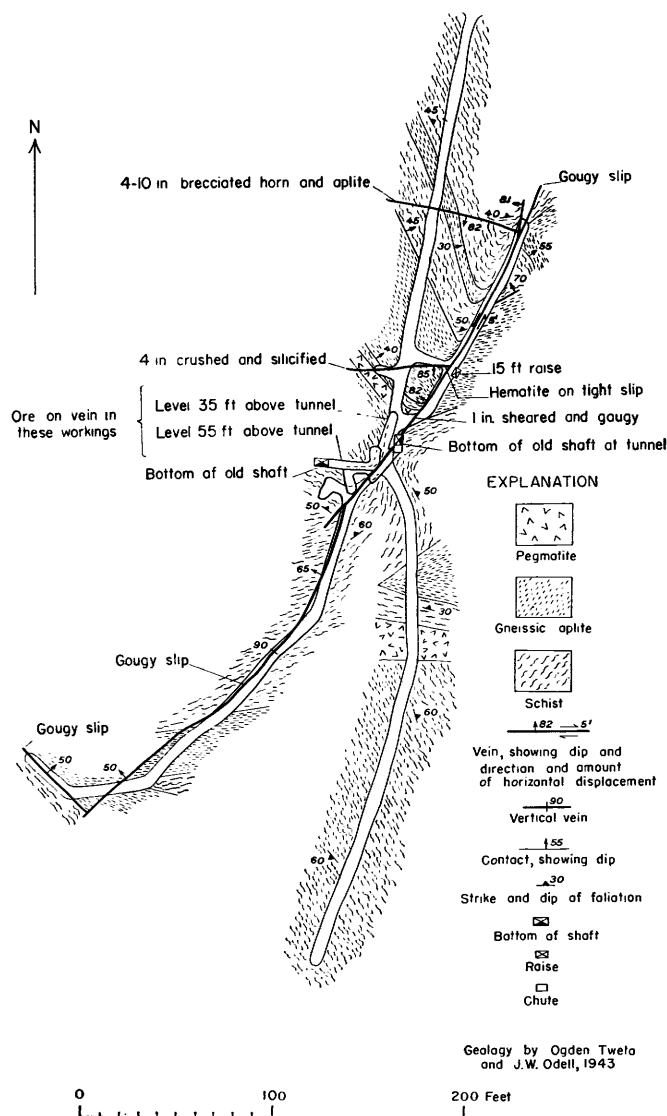 N
45
4-10 in brecciated horn and aplite
Gougy slip
81
40
45
82
30
55
70
50
5'
4 in crushed and silicified
40
85
82
15 ft raise
Hematite on tight slip
1 in. sheared and gougy
Ore on vein in
these workings
Level 35 ft above tunnel
Level 55 ft above tunnel
Bottom of old shaft at tunnel
Bottom of old shaft
50
50
60
65
30
90
Gougy slip
60
Gougy slip
50
50
60
EXPLANATION
Pegmatite
Gneissic aplite
Schist
82 5'
Vein, showing dip and
direction and amount
of horizontal displacement
90
Vertical vein
55
Contact, showing dip
30
Strike and dip of foliation
Bottom of shaft
Raise
Chute
Geology by Ogden Tweto
and J.W. Odell, 1943
0 100 200 Feet